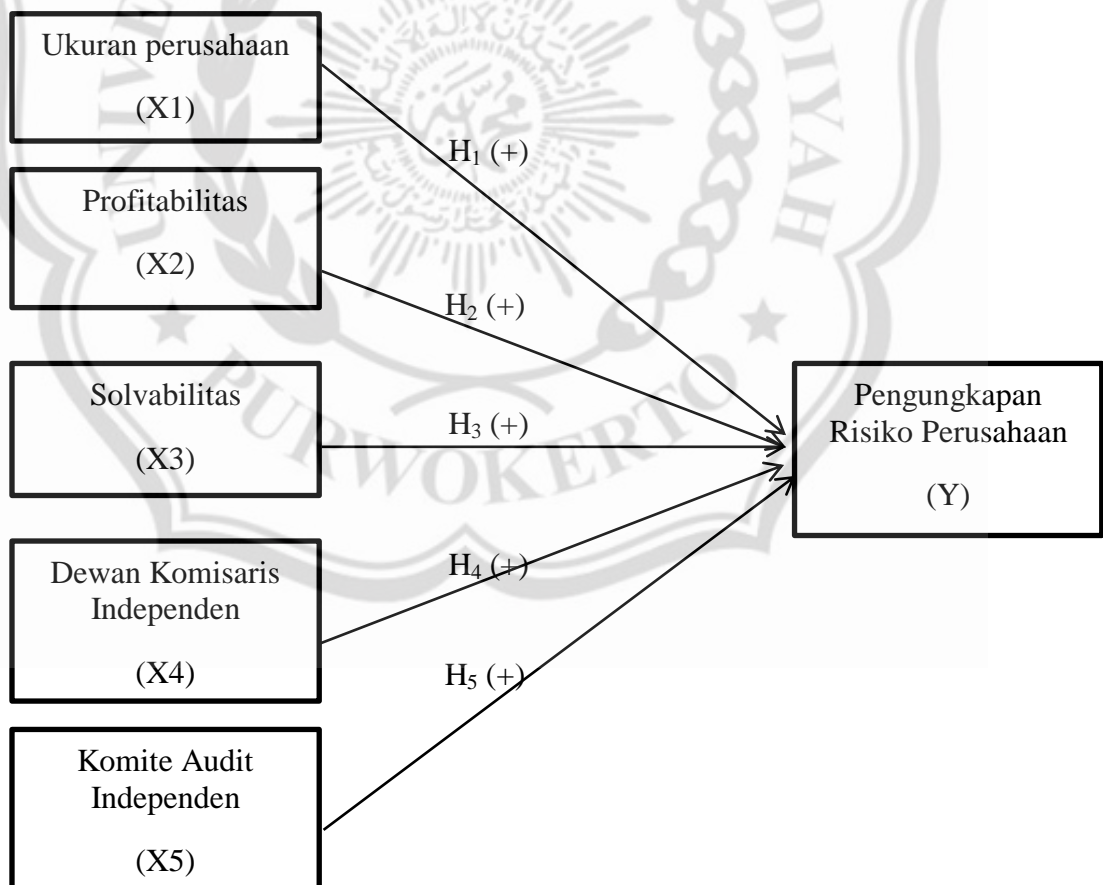 Ukuran perusahaan
(X1)
Profitabilitas
(X2)
Solvabilitas
(X3)
Dewan Komisaris
Independen
(X4)
Komite Audit
Independen
(X5)
H₁ (+)
H₂ (+)
H₃ (+)
H₄ (+)
H₅ (+)
Pengungkapan
Risiko Perusahaan
(Y)
PURWOKERTO